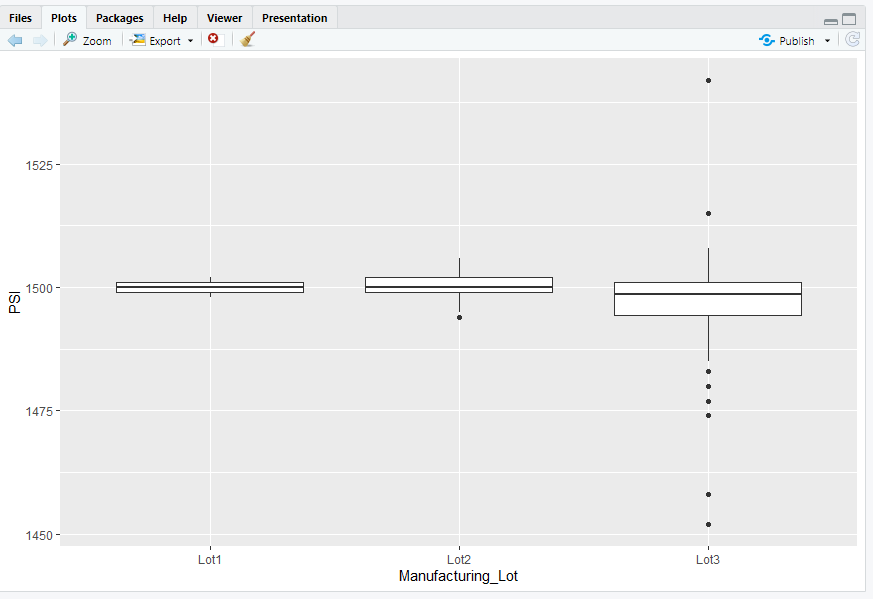 Files Plots Packages Help Viewer Presentation
Zoom Export Publish
1525
1500
1475
1450
PSI
Lot1 Lot2 Lot3
Manufacturing_Lot